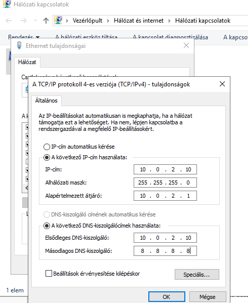 Hálózati kapcsolatok
Vezérlőpult > Hálózat és internet > Hálózati kapcsolatok
Rendezés
A kapcsolat diagnosztizálása
Ethernet tulajdonságai
Hálózat
A TCP/IP protokoll 4-es verziója (TCP/IPv4) - tulajdonságok
Általános
Az IP-beállításokat automatikusan is megkaphatja, ha a hálózat
támogatja ezt a lehetőséget. Ha nem, lépjen kapcsolatba a
rendszergazdával a megfelelő IP-beállításokért.
IP-cím automatikus kérése
A következő IP-cím használata:
IP-cím: 10 . 0 . 2 . 10
Alhálózati maszk: 255 . 255 . 255 . 0
Alapértelmezett átjáró: 10 . 0 . 2 . 1
DNS-kiszolgáló címének automatikus kérése
A következő DNS-kiszolgálócímek használata:
Elsődleges DNS-kiszolgáló: 10 . 0 . 2 . 10
Másodlagos DNS-kiszolgáló: 8 . 8 . 8 . 8
Beállítások érvényesítése kilépéskor
Speciális...
OK
Mégse
1 elem